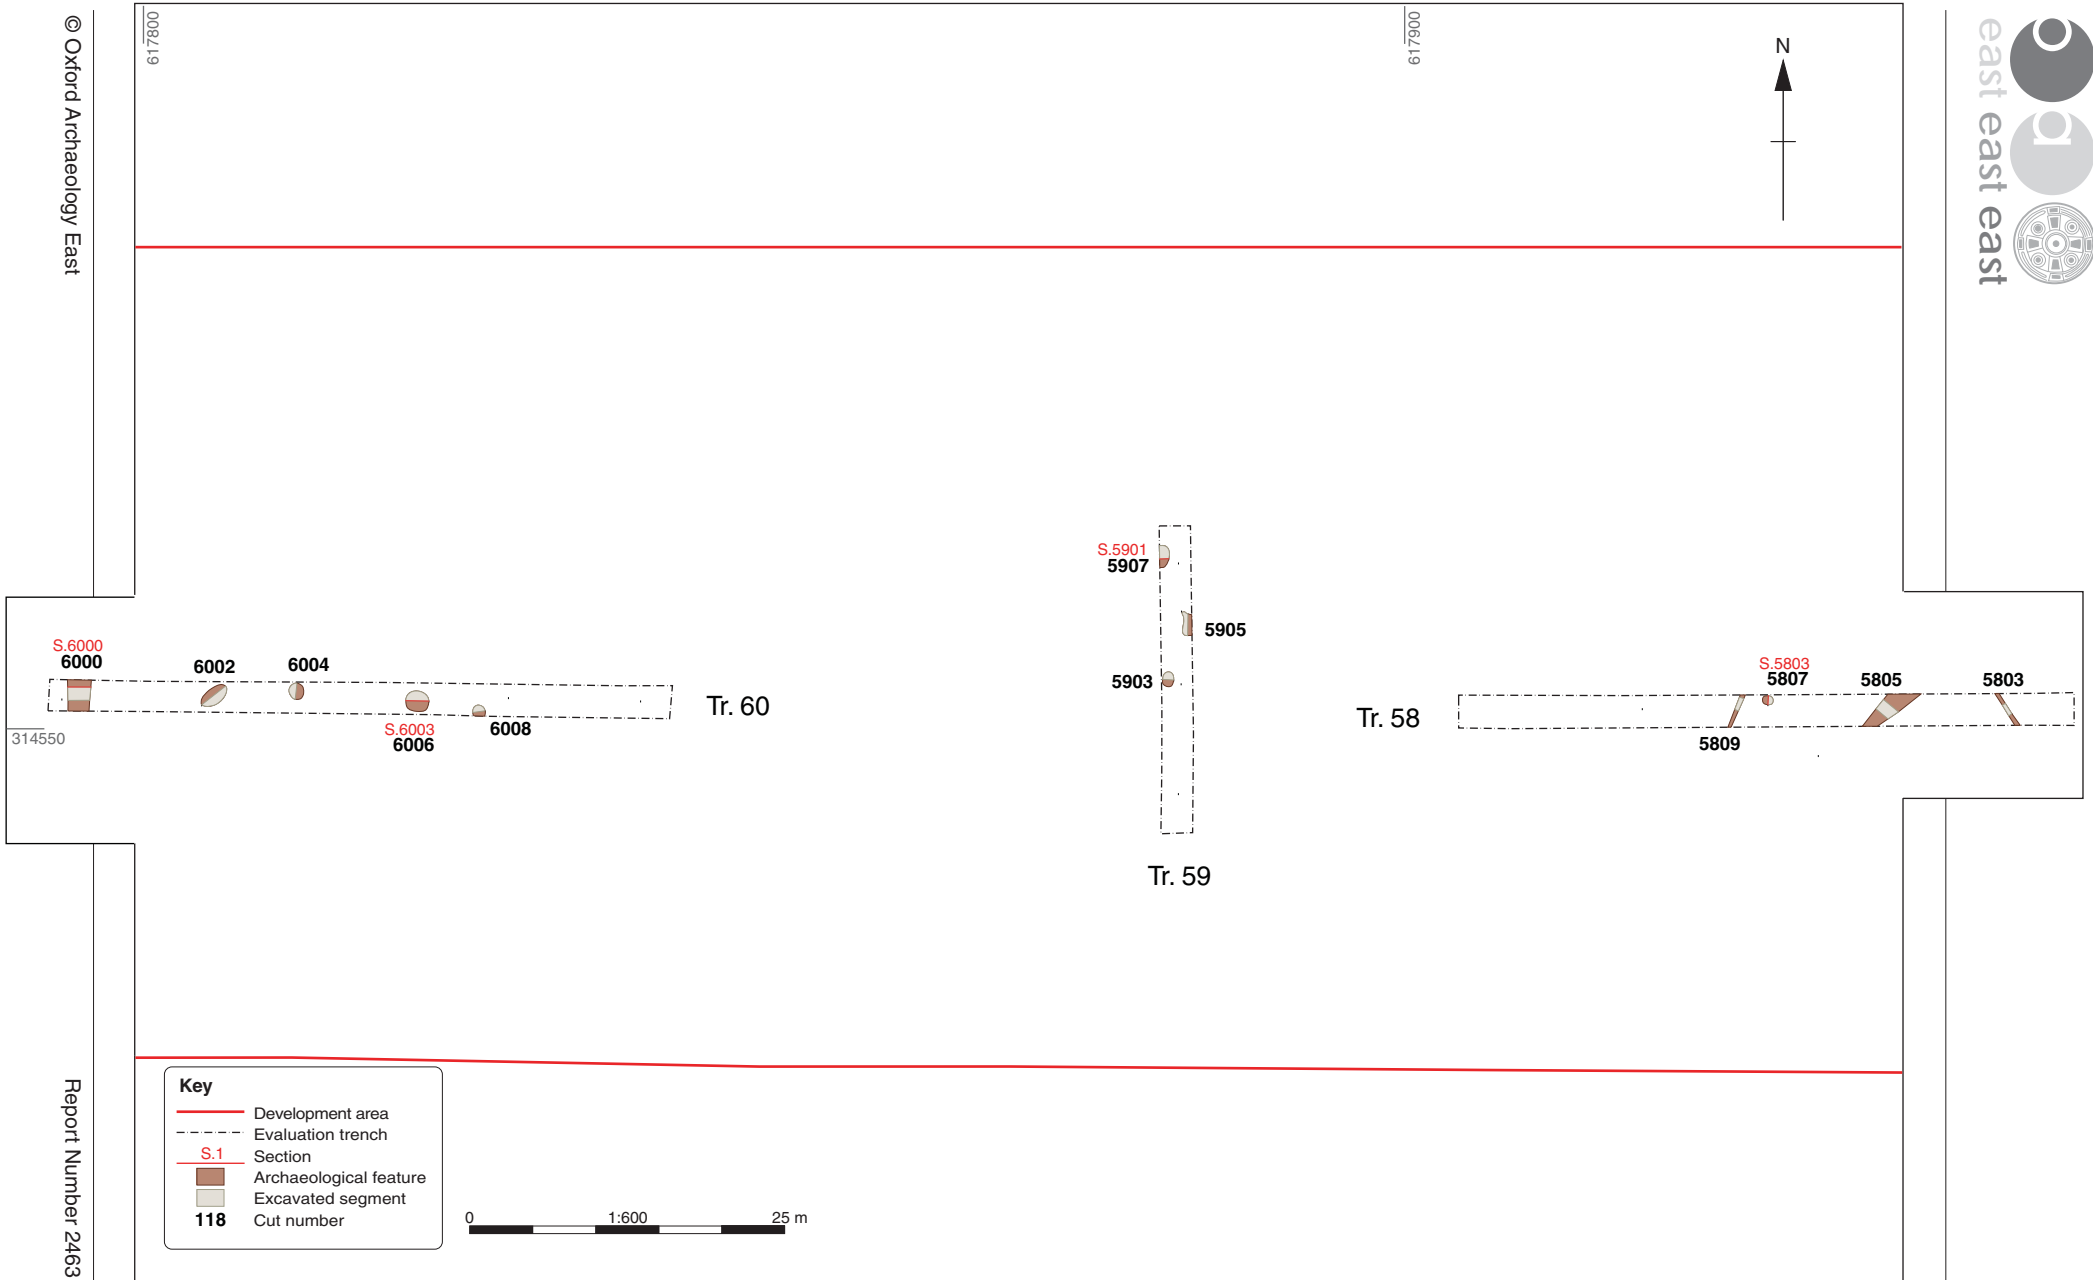 © Oxford Archaeology East
Report Number 2463
617800
617900
N
east east east
S.5901
5907
5905
5903
Tr. 59
S.6000
6000
6002
6004
S.6003
6006
6008
Tr. 60
314550
Tr. 58
S.5803
5807
5805
5803
5809
Key
Development area
Evaluation trench
S.1 Section
Archaeological feature
Excavated segment
118 Cut number
0 1:600 25 m